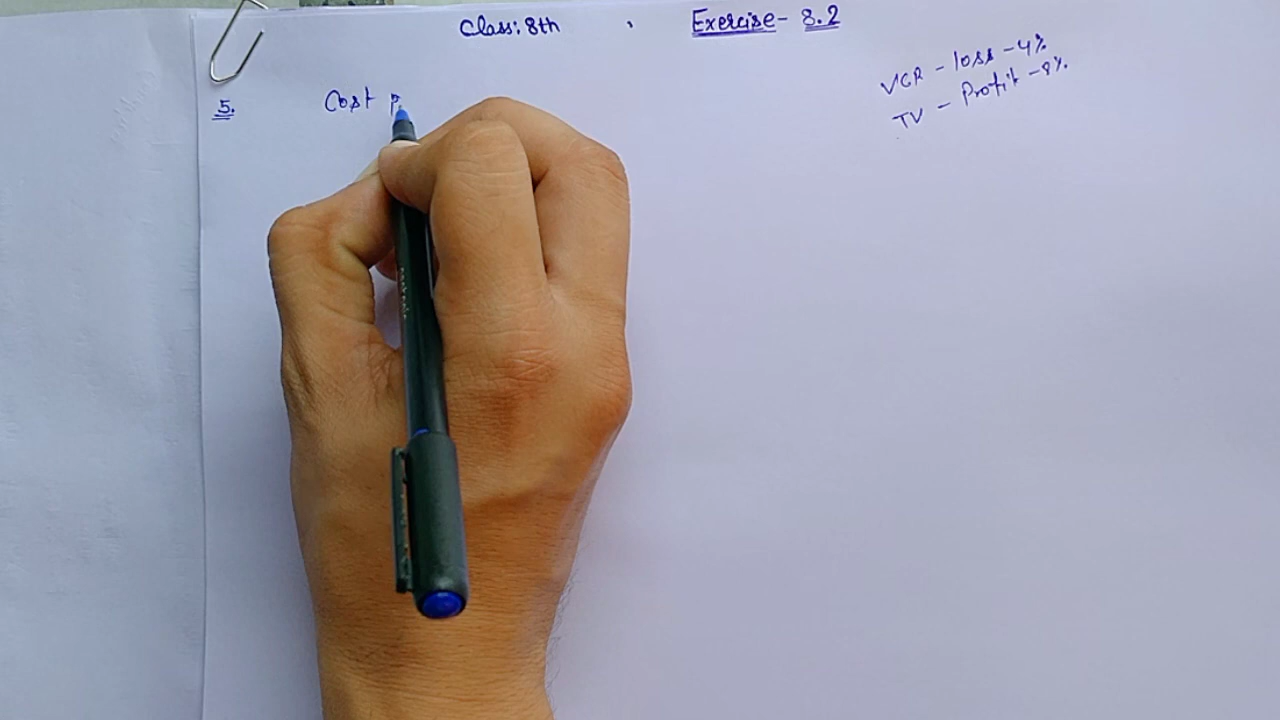 Class: 8th , Exercise- 8.2
VCR - loss - 4%
TV - Profit - 8%
5. Cost P